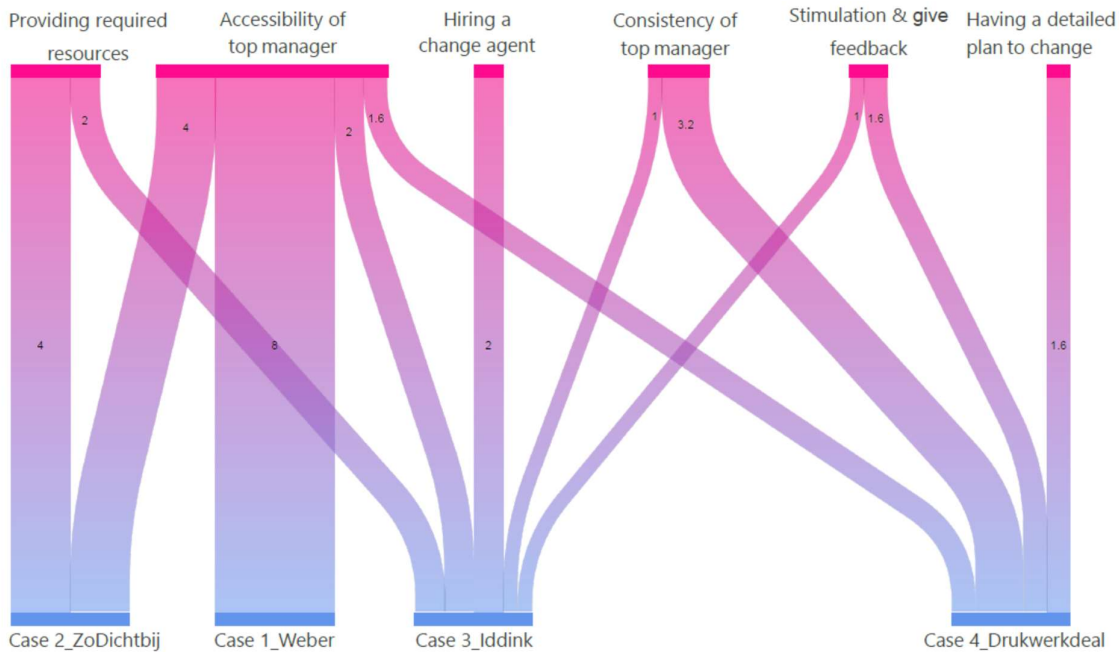 Providing required
resources
Accessibility of
top manager
Hiring a
change agent
Consistency of
top manager
Stimulation & give
feedback
Having a detailed
plan to change
2
4
2
1.6
1
3.2
1
1.6
4
8
2
1.6
Case 2_ZoDichtbij
Case 1_Weber
Case 3_Iddink
Case 4_Drukwerkdeal